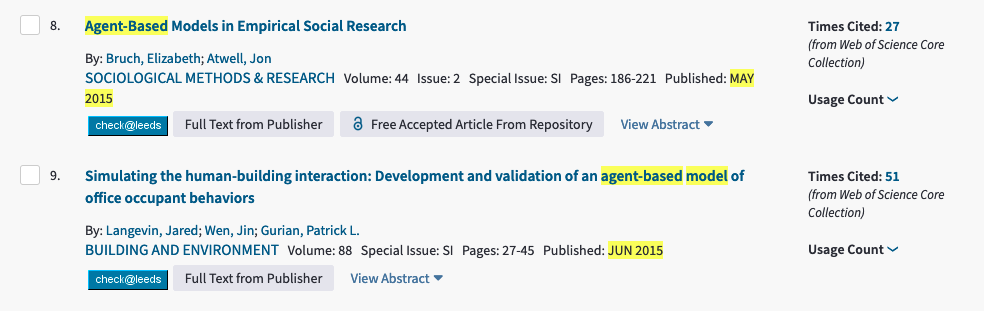 8. Agent-Based Models in Empirical Social Research
By: Bruch, Elizabeth; Atwell, Jon
SOCIOLOGICAL METHODS & RESEARCH Volume: 44 Issue: 2 Special Issue: SI Pages: 186-221 Published: MAY
2015
check@leeds Full Text from Publisher Free Accepted Article From Repository View Abstract
Times Cited: 27
(from Web of Science Core
Collection)
Usage Count
9. Simulating the human-building interaction: Development and validation of an agent-based model of
office occupant behaviors
By: Langevin, Jared; Wen, Jin; Gurian, Patrick L.
BUILDING AND ENVIRONMENT Volume: 88 Special Issue: SI Pages: 27-45 Published: JUN 2015
check@leeds Full Text from Publisher View Abstract
Times Cited: 51
(from Web of Science Core
Collection)
Usage Count